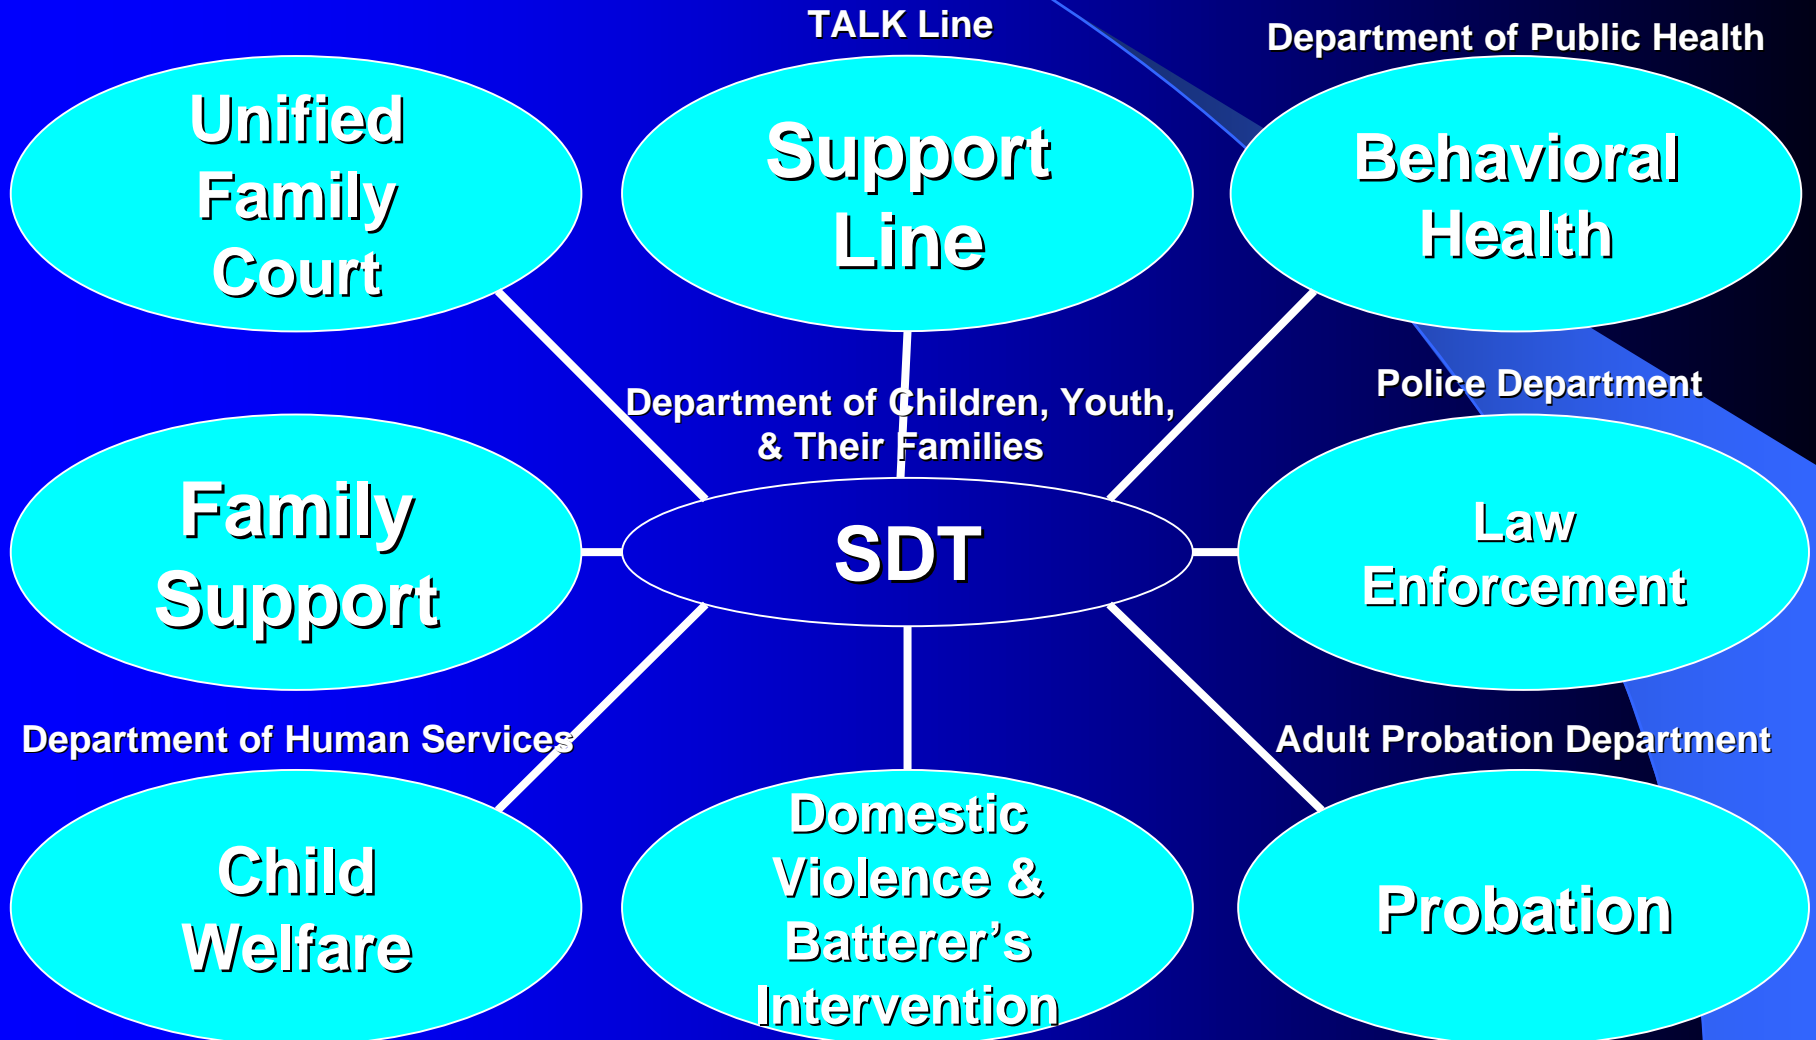 TALK Line
Department of Public Health
Unified
Family
Court
Support
Line
Behavioral
Health
Department of Children, Youth,
& Their Families
Police Department
Family
Support
SDT
Law
Enforcement
Department of Human Services
Adult Probation Department
Child
Welfare
Domestic
Violence &
Batterer’s
Intervention
Probation